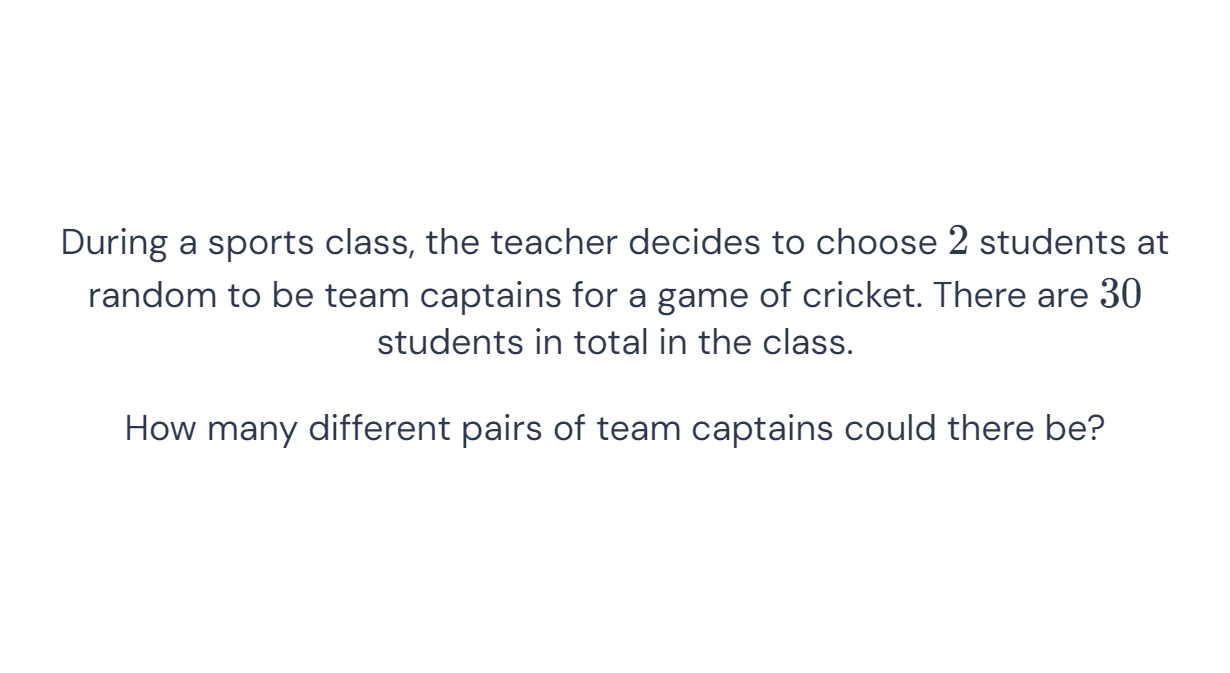 During a sports class, the teacher decides to choose 2 students at
random to be team captains for a game of cricket. There are 30
students in total in the class.
How many different pairs of team captains could there be?